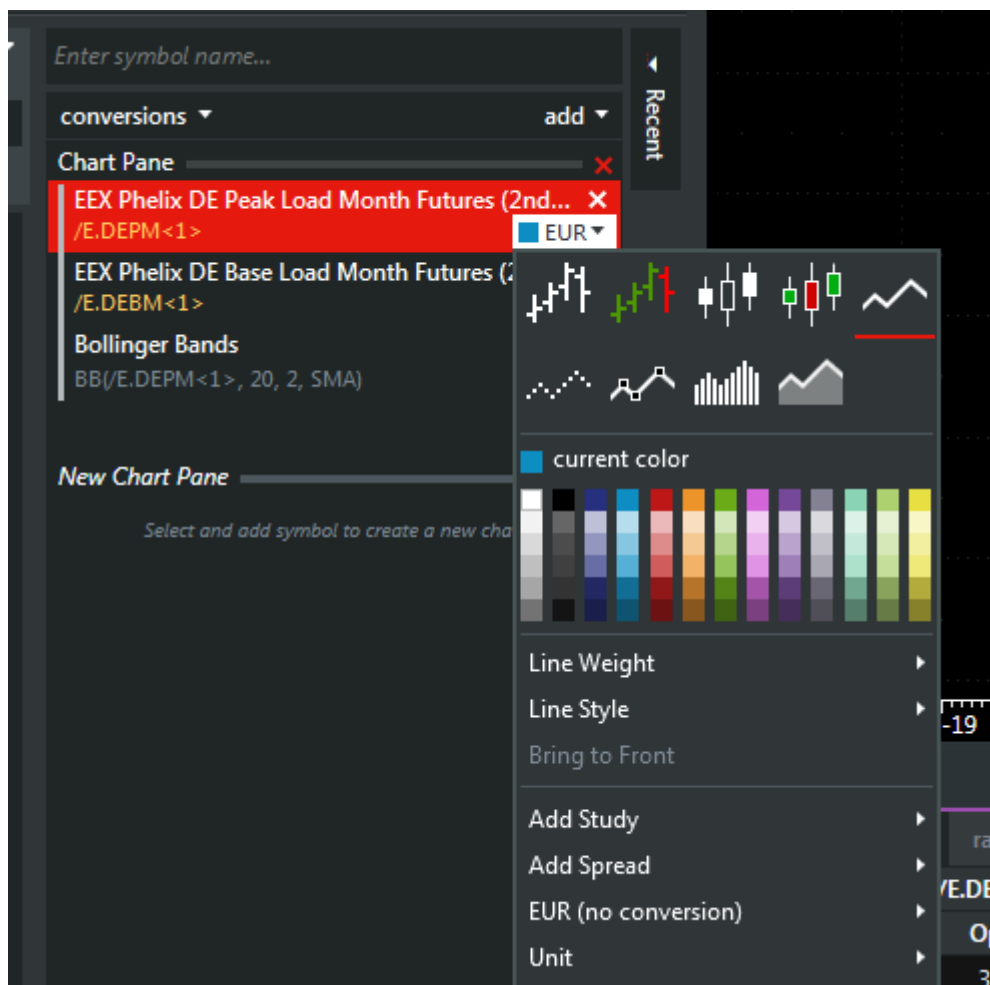 Enter symbol name...
Recent
conversions
add
Chart Pane
EEX Phelix DE Peak Load Month Futures (2nd...
/E.DEPM<1>
EUR
EEX Phelix DE Base Load Month Futures (2
/E.DEBM<1>
Bollinger Bands
BB(/E.DEPM<1>, 20, 2, SMA)
New Chart Pane
Select and add symbol to create a new cha
current color
Line Weight
Line Style
-19
Bring to Front
Add Study
ra
Add Spread
/E.DE
EUR (no conversion)
Op
Unit
3